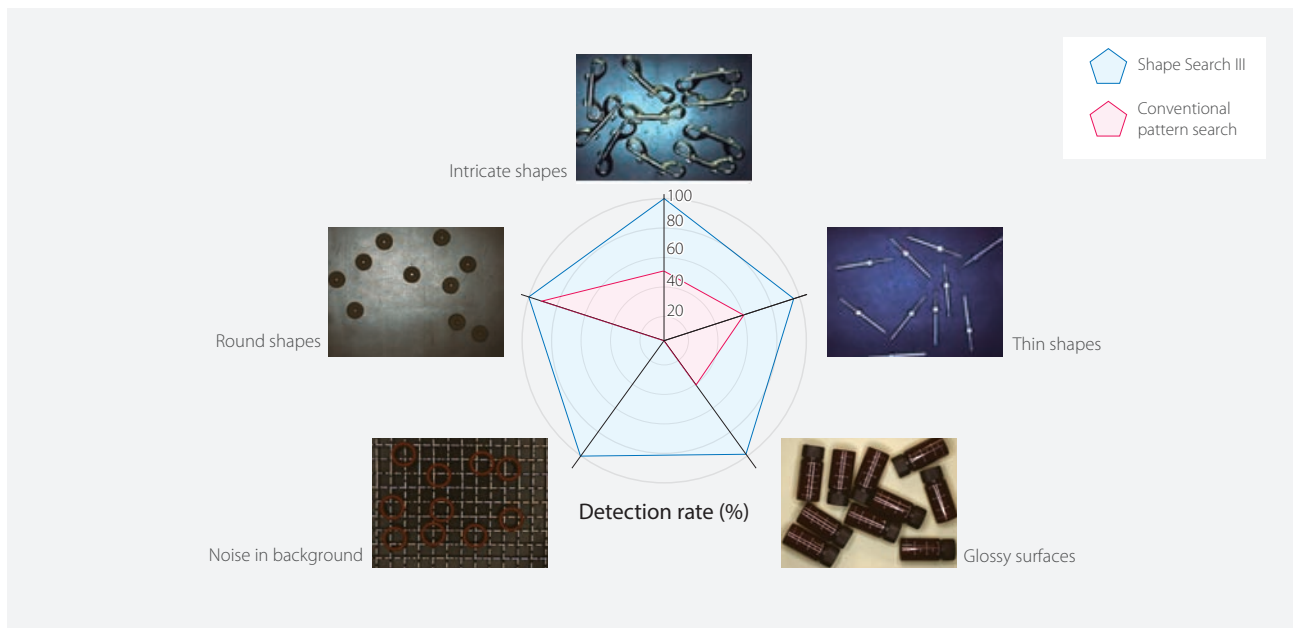 Shape Search III
Conventional
pattern search
Intricate shapes
100
80
60
40
20
Round shapes
Thin shapes
Detection rate (%)
Noise in background
Glossy surfaces